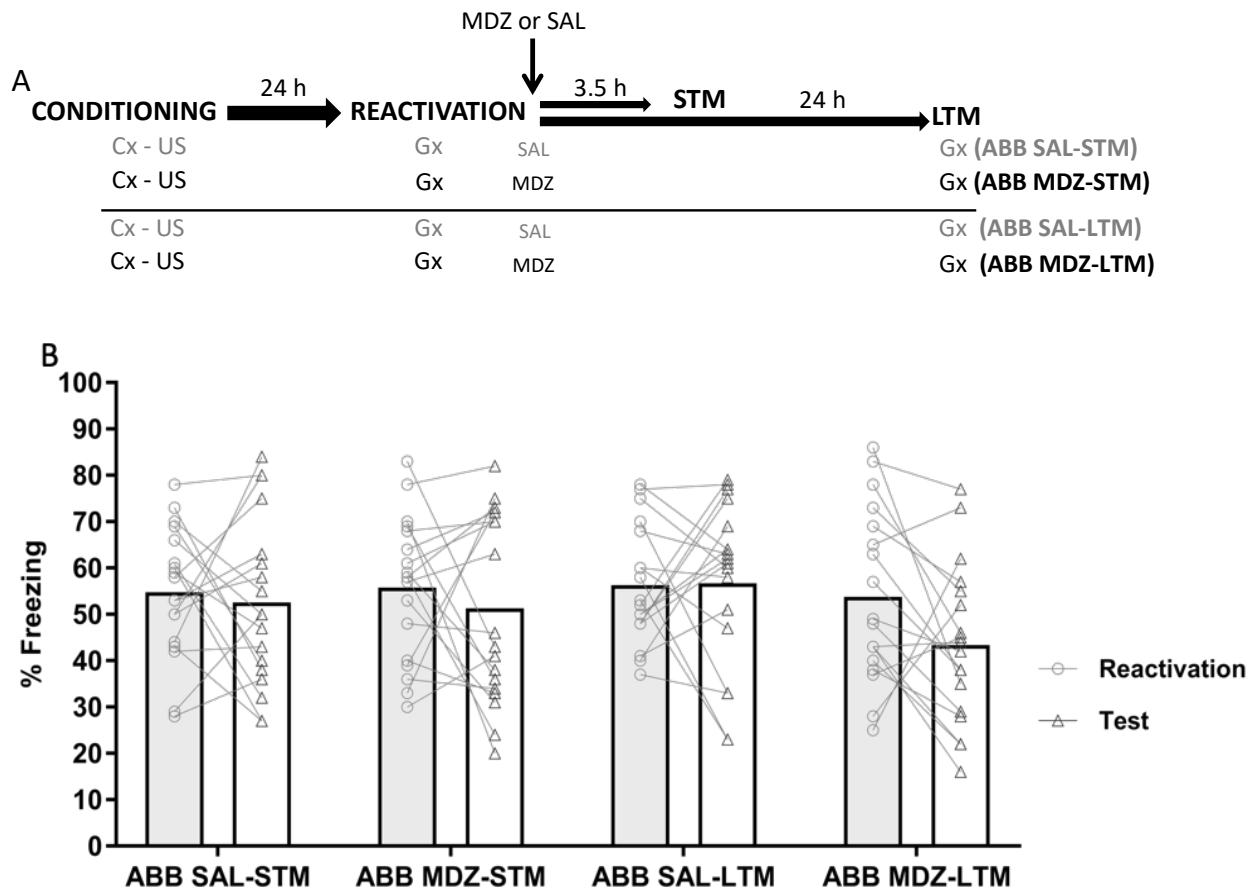 MDZ or SAL
A
24 h
3.5 h
CONDITIONING REACTIVATION STM 24 h LTM
Cx - US Gx SAL Gx (ABB SAL-STM)
Cx - US Gx MDZ Gx (ABB MDZ-STM)
Cx - US Gx SAL Gx (ABB SAL-LTM)
Cx - US Gx MDZ Gx (ABB MDZ-LTM)
B
100
90
80
70
60
50
40
30
20
10
0
% Freezing
Reactivation
Test
ABB SAL-STM ABB MDZ-STM ABB SAL-LTM ABB MDZ-LTM